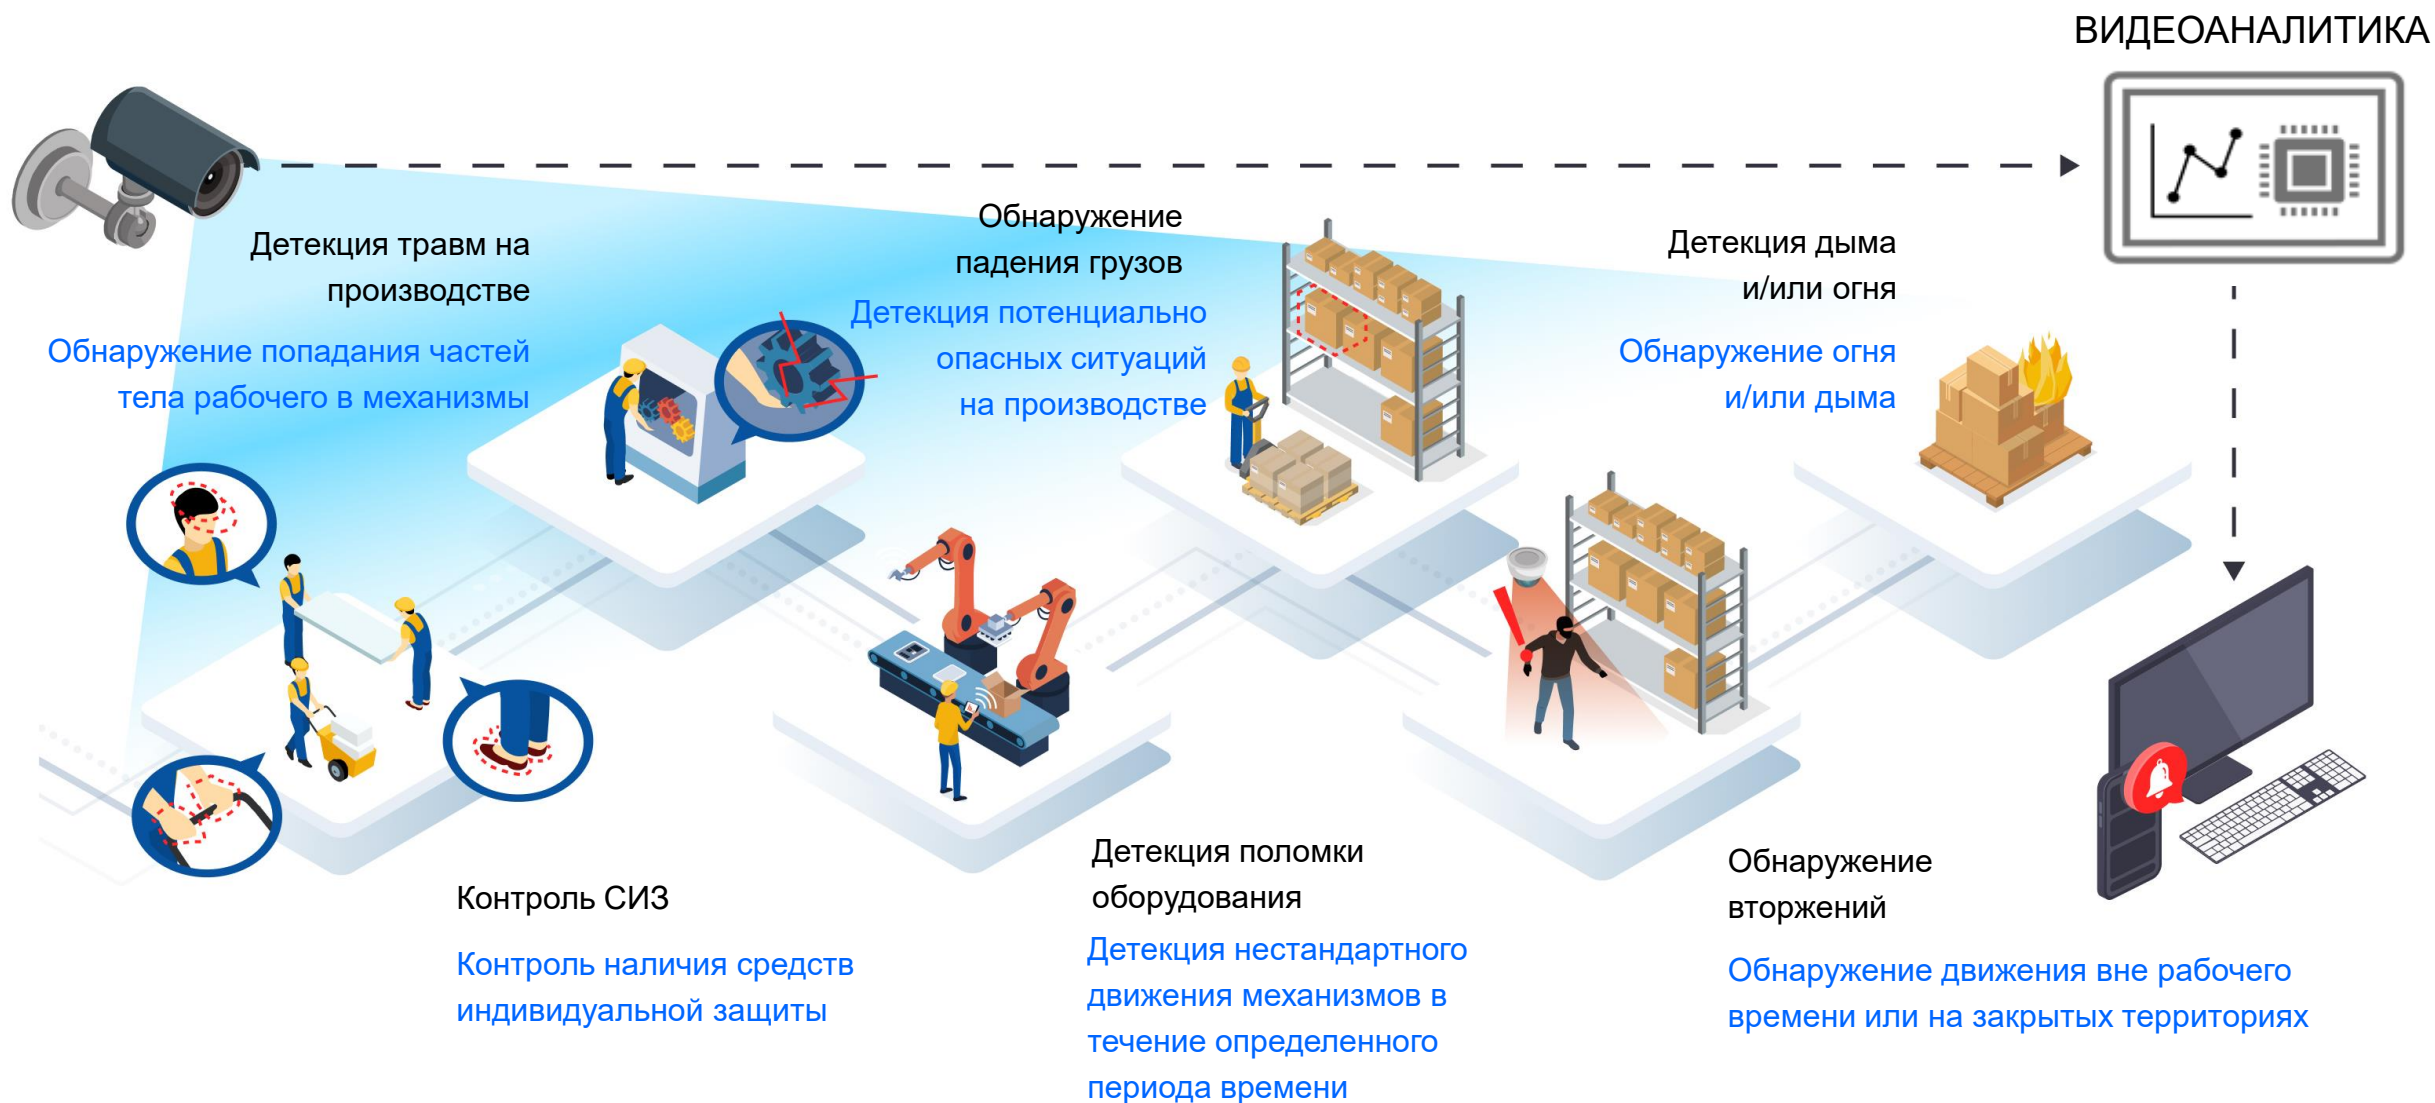 ВИДЕОАНАЛИТИКА
Детекция травм на
производстве
Обнаружение попадания частей
тела рабочего в механизмы
Обнаружение
падения грузов
Детекция потенциально
опасных ситуаций
на производстве
Детекция дыма
и/или огня
Обнаружение огня
и/или дыма
Контроль СИЗ
Контроль наличия средств
индивидуальной защиты
Детекция поломки
оборудования
Детекция нестандартного
движения механизмов в
течение определенного
периода времени
Обнаружение
вторжений
Обнаружение движения вне рабочего
времени или на закрытых территориях